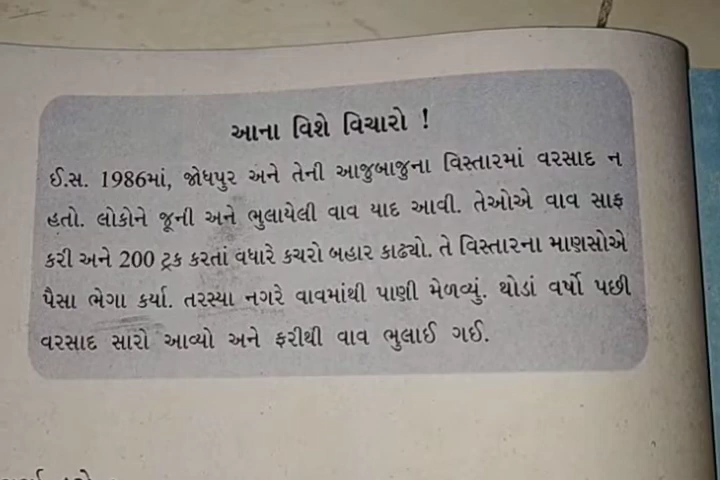 આના વિશે વિચારો !
ઈ.સ. 1986માં, જોધપુર અને તેની આજુબાજુના વિસ્તારમાં વરસાદ ન
હતો. લોકોને જૂની અને ભુલાયેલી વાવ યાદ આવી. તેઓએ વાવ સાફ
કરી અને 200 ટ્રક કરતાં વધારે કચરો બહાર કાઢ્યો. તે વિસ્તારના માણસોએ
પૈસા ભેગા કર્યા. તરસ્યા નગરે વાવમાંથી પાણી મેળવ્યું. થોડાં વર્ષો પછી
વરસાદ સારો આવ્યો અને ફરીથી વાવ ભુલાઈ ગઈ.